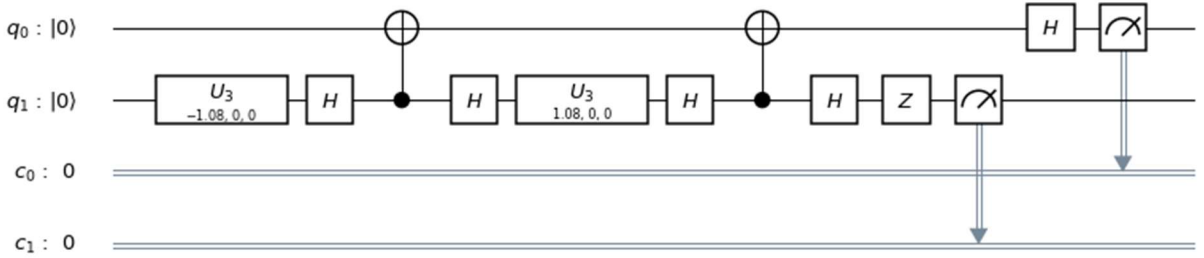 q0 : |0⟩ H
q1 : |0⟩ U3 −1.08, 0, 0 H H U3 1.08, 0, 0 H H Z
c0 : 0
c1 : 0